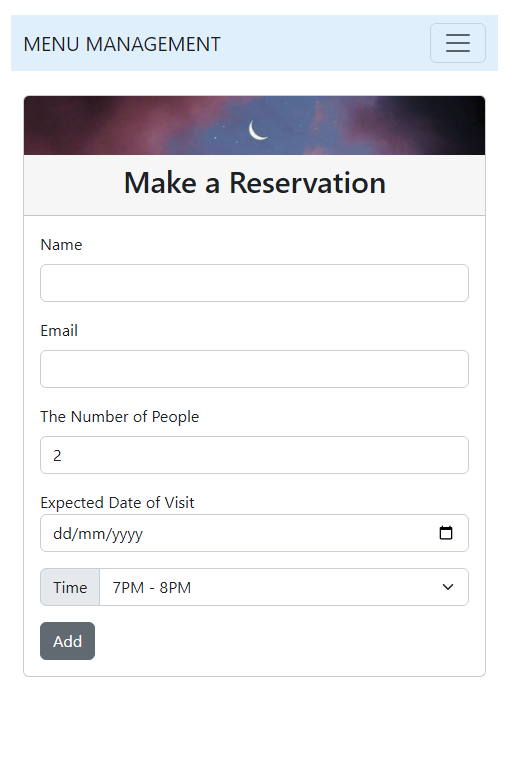 MENU MANAGEMENT
Make a Reservation
Name
Email
The Number of People
2
Expected Date of Visit
dd/mm/yyyy
Time 7PM - 8PM
Add